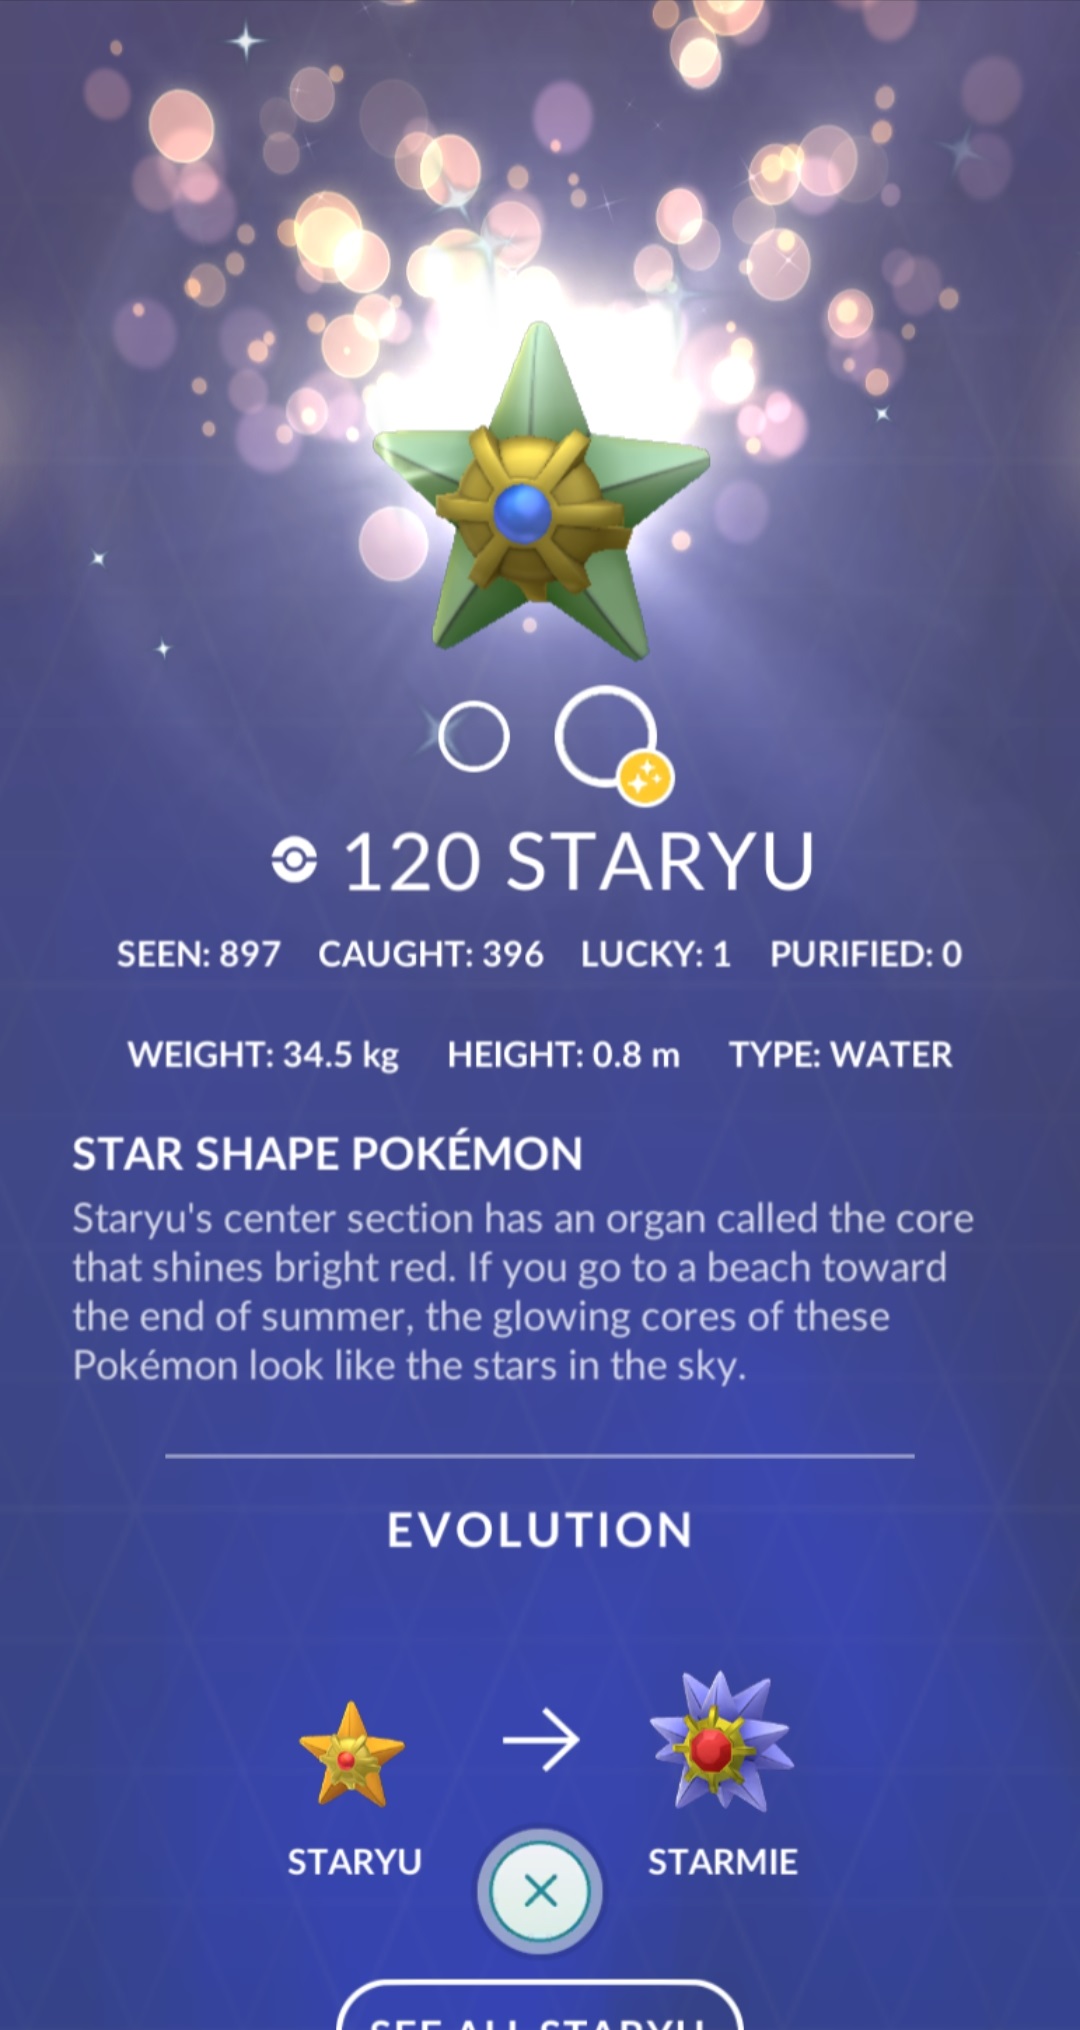 120 STARYU
SEEN: 897 CAUGHT: 396 LUCKY: 1 PURIFIED: 0
WEIGHT: 34.5 kg HEIGHT: 0.8 m TYPE: WATER
STAR SHAPE POKÉMON
Staryu's center section has an organ called the core
that shines bright red. If you go to a beach toward
the end of summer, the glowing cores of these
Pokémon look like the stars in the sky.
EVOLUTION
STARYU STARMIE
SEE ALL STARYU